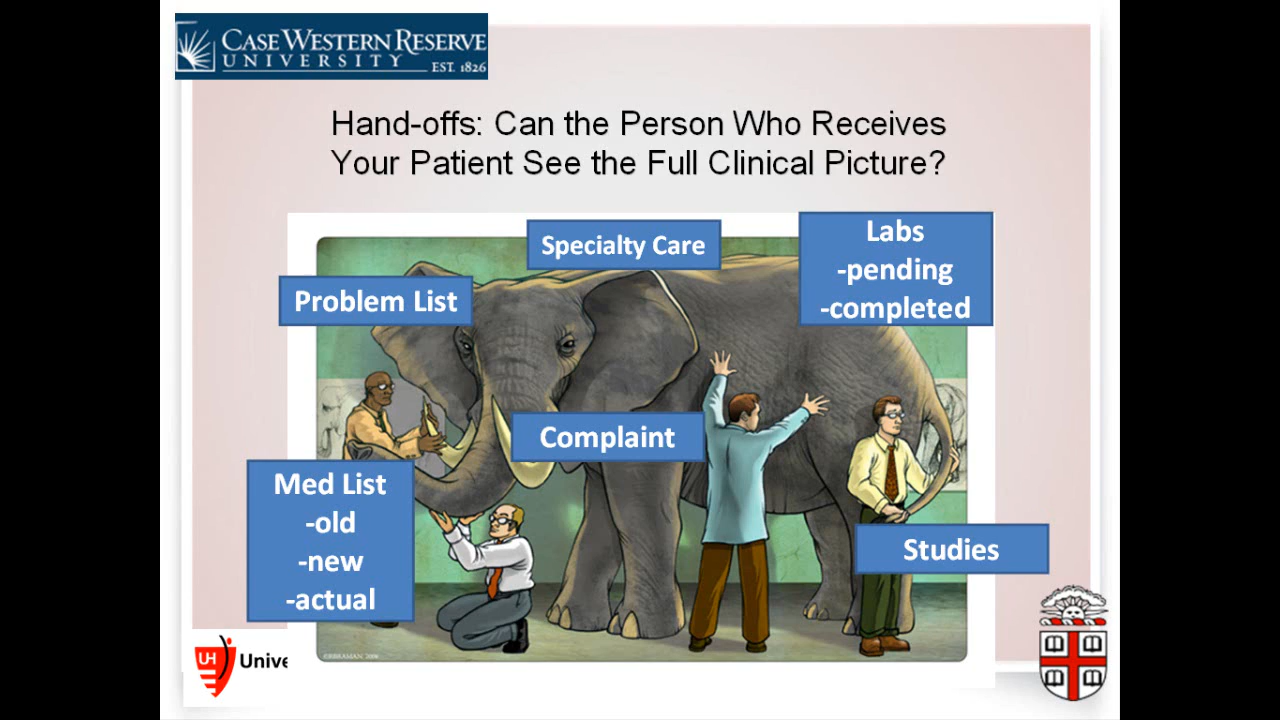 CASE WESTERN RESERVE
UNIVERSITY
EST. 1826
Hand-offs: Can the Person Who Receives
Your Patient See the Full Clinical Picture?
Specialty Care
Labs
-pending
-completed
Problem List
Complaint
Med List
-old
-new
-actual
Studies
UH
Unive